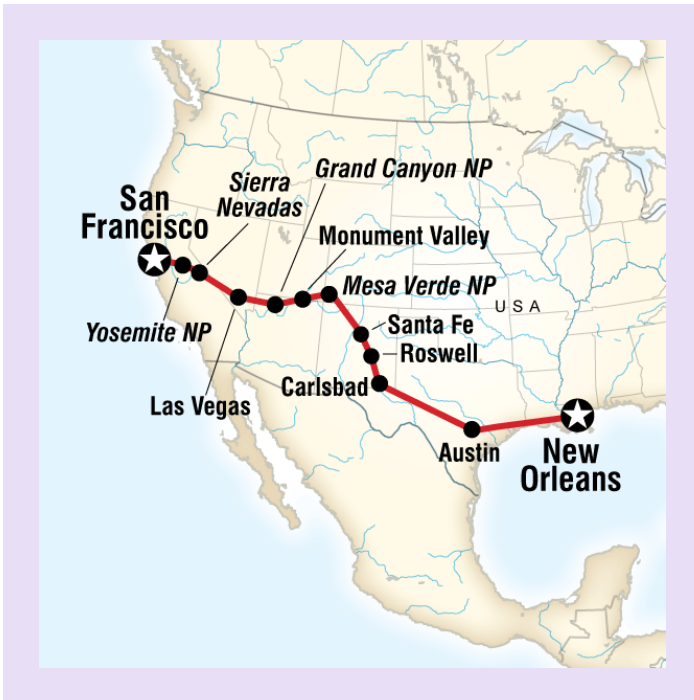 Grand Canyon NP
Sierra
Nevadas
San
Francisco
Monument Valley
Mesa Verde NP
USA
Yosemite NP
Santa Fe
Roswell
Carlsbad
Las Vegas
Austin
New
Orleans